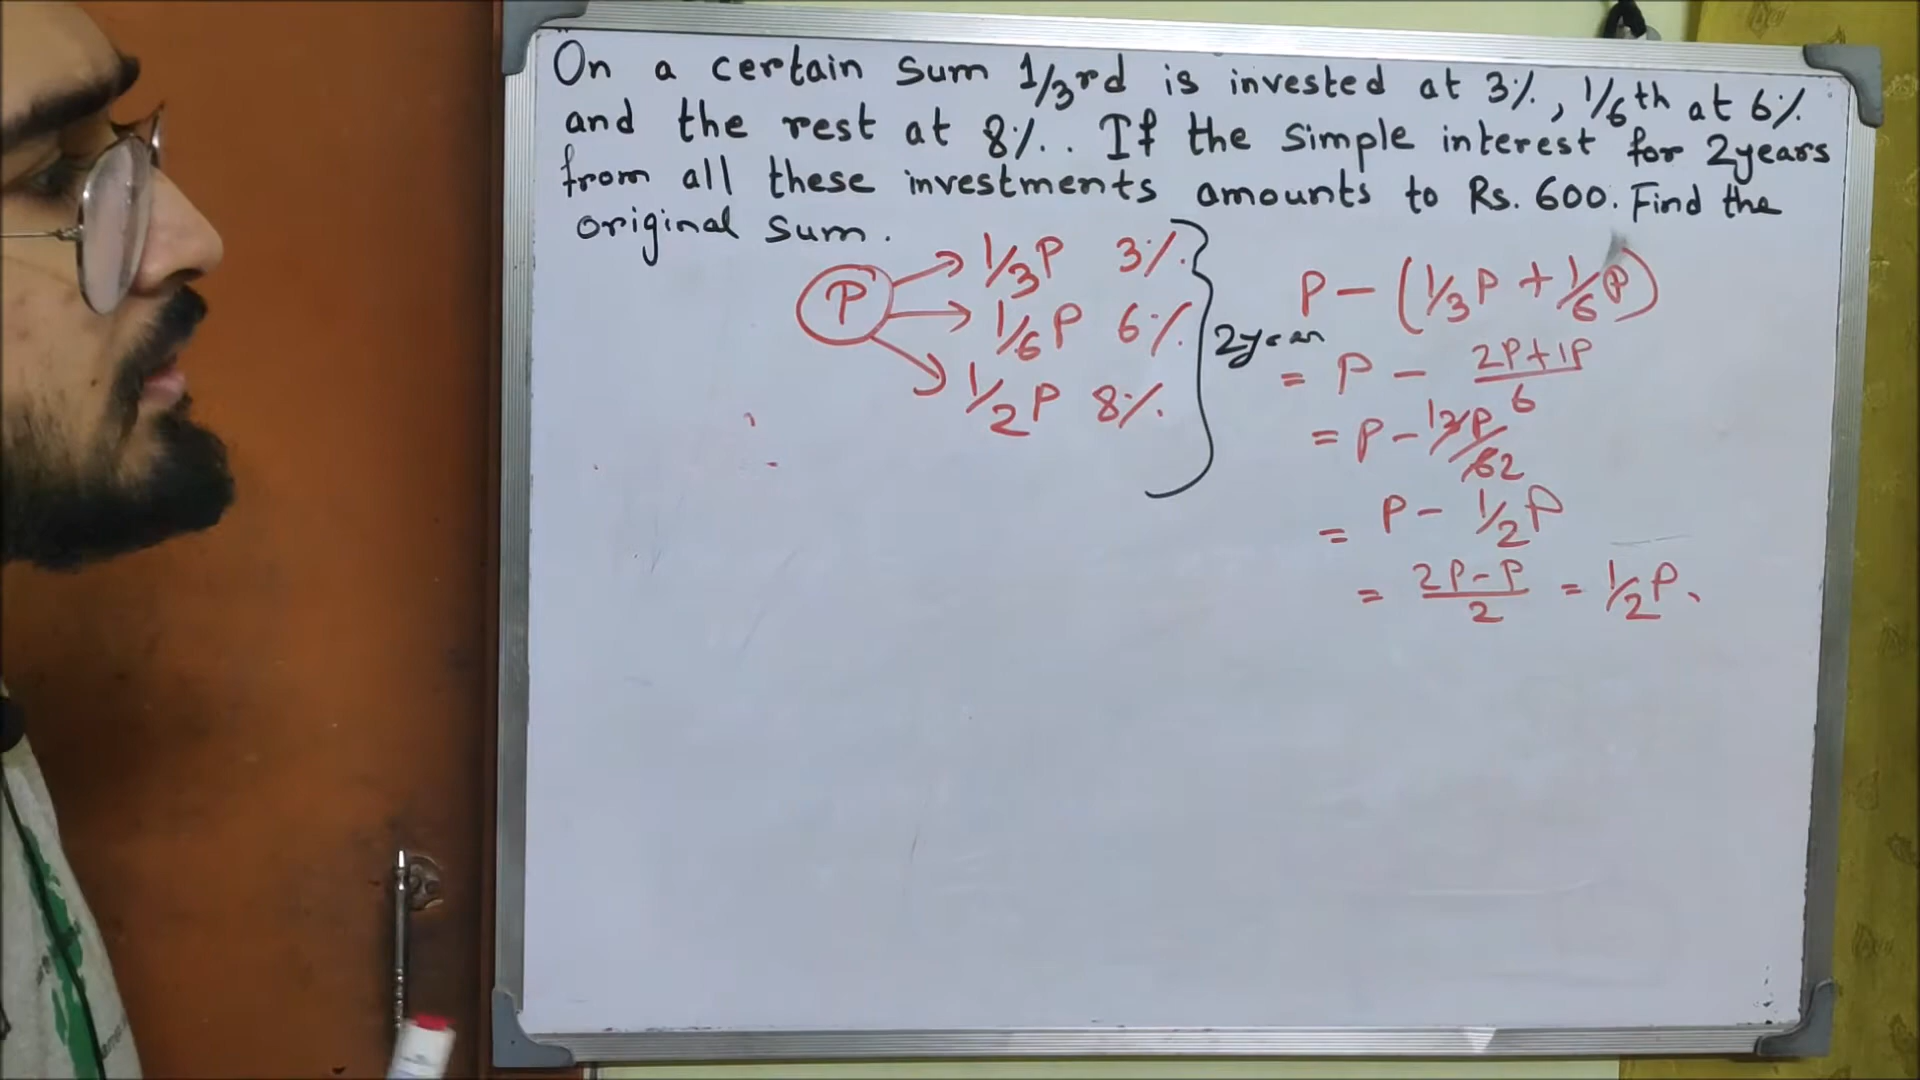 On a certain sum 1/3rd is invested at 3%, 1/6th at 6%
and the rest at 8%. If the simple interest for 2years
from all these investments amounts to Rs. 600. Find the
original sum.
P
1/3P 3%.
1/6P 6%.
1/2P 8%.
2year
P - (1/3P + 1/6P)
= P - 2P+1P/6
= P - 13P/62
= P - 1/2P
= 2P-P/2 = 1/2P.